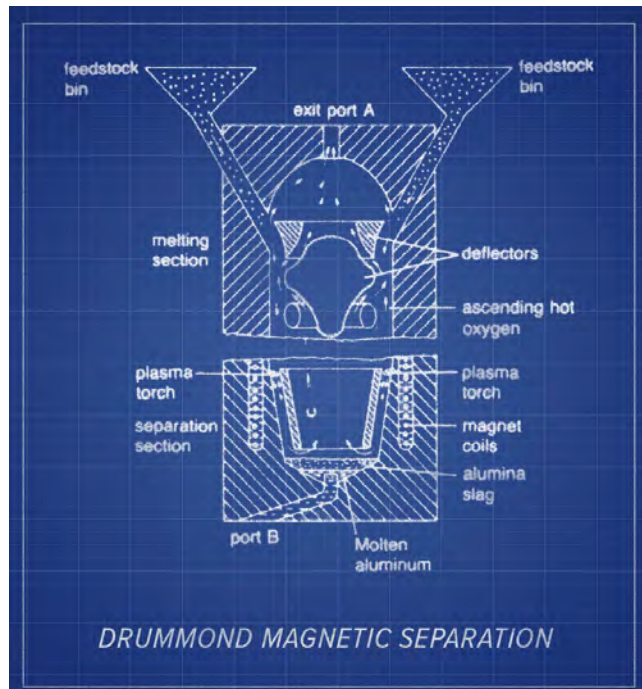 feedstock
bin
feedstock
bin
exit port A
melting
section
deflectors
ascending hot
oxygen
plasma
torch
plasma
torch
separation
section
magnet
coils
alumina
slag
port B
Molten
aluminum
DRUMMOND MAGNETIC SEPARATION